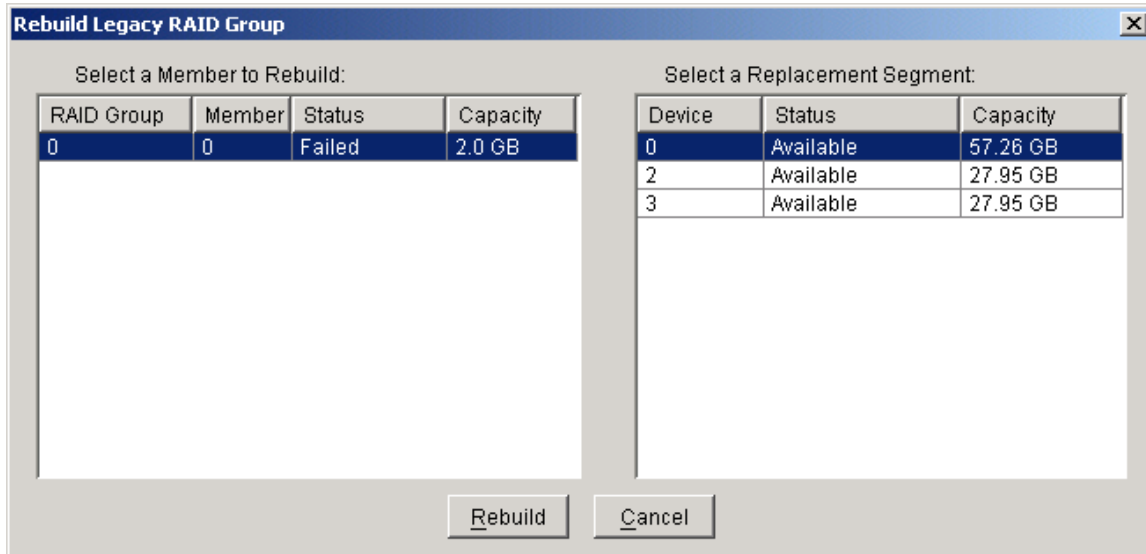 Rebuild Legacy RAID Group
Select a Member to Rebuild:
RAID Group Member Status Capacity
0 0 Failed 2.0 GB
Select a Replacement Segment:
Device Status Capacity
0 Available 57.26 GB
2 Available 27.95 GB
3 Available 27.95 GB
Rebuild Cancel